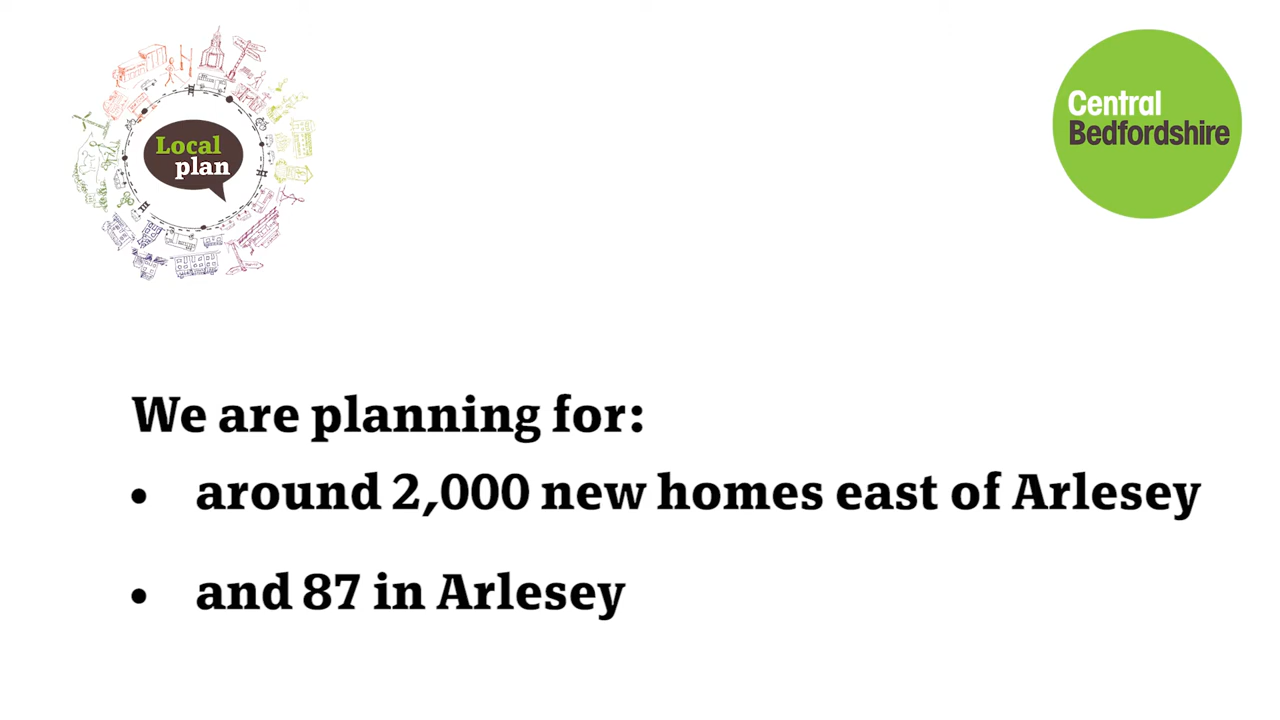 Local
plan
Central
Bedfordshire
We are planning for:
• around 2,000 new homes east of Arlesey
• and 87 in Arlesey